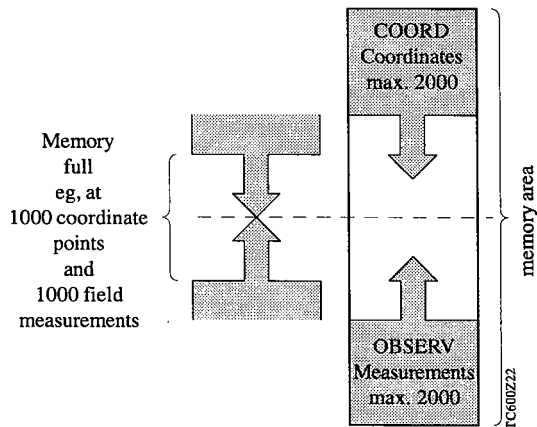 Memory
full
eg, at
1000 coordinate
points
and
1000 field
measurements
COORD
Coordinates
max. 2000
OBSERV
Measurements
max. 2000
memory area
rC600Z22